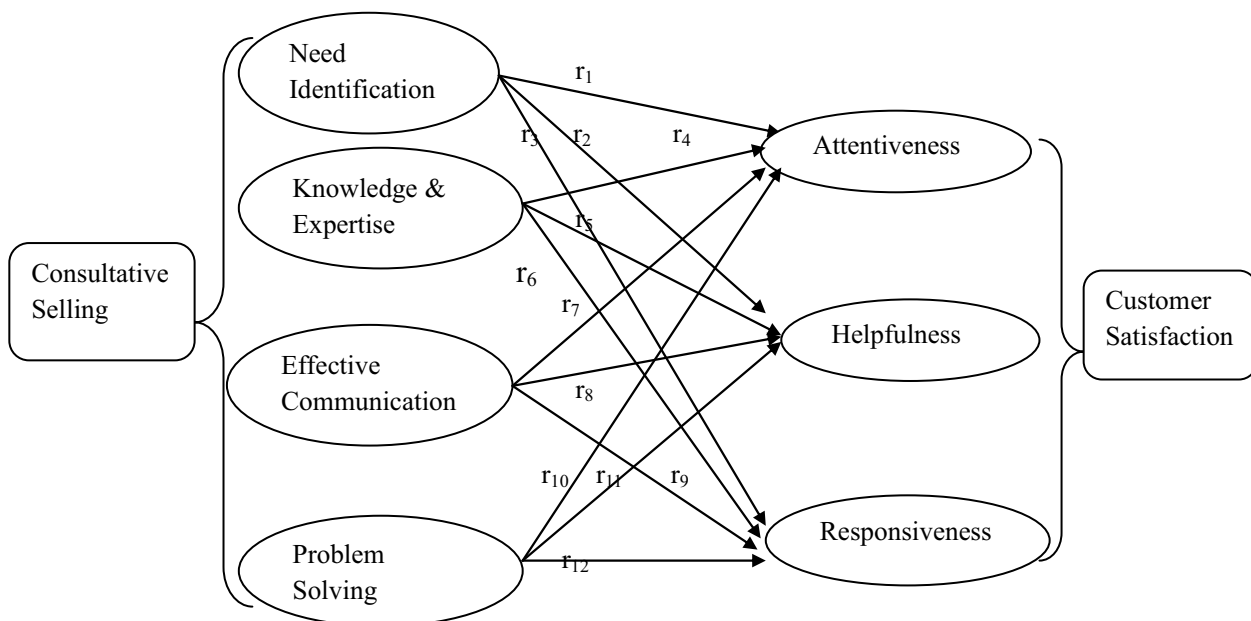 Need
Identification
r1
r3
r2
r4
Attentiveness
Knowledge &
Expertise
r5
Consultative
Selling
r6
r7
Customer
Satisfaction
Helpfulness
Effective
Communication
r8
r10
r11
r9
Responsiveness
Problem
Solving
r12